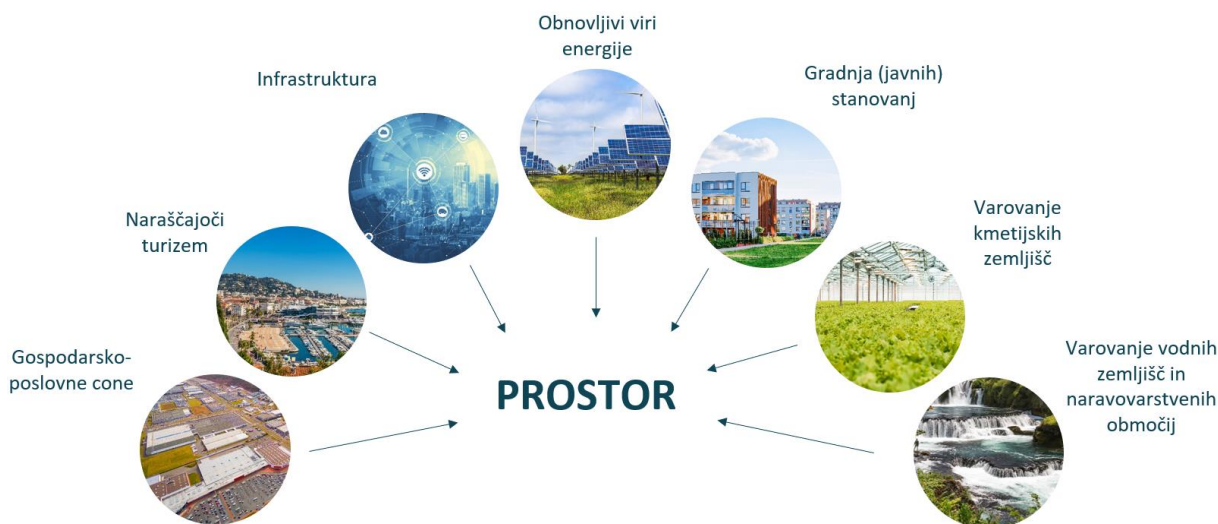 Obnovljivi viri
energije
Infrastruktura
Gradnja (javnih)
stanovanj
Naraščajoči
turizem
Varovanje
kmetijskih
zemljišč
Gospodarsko-
poslovne cone
Varovanje vodnih
zemljišč in
naravovarstvenih
območij
PROSTOR